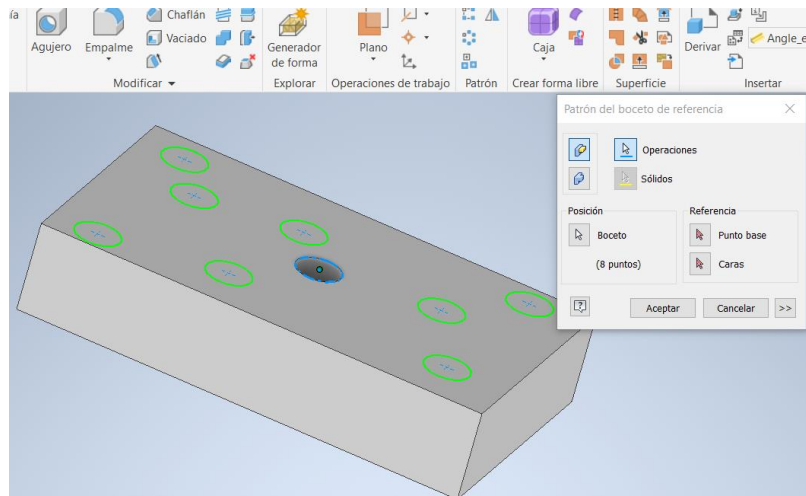 ía
Chaflán
Vaciado
Agujero
Empalme
Generador
de forma
Plano
Caja
Derivar
Angle_e
Modificar
Explorar
Operaciones de trabajo
Patrón
Crear forma libre
Superficie
Insertar
Patrón del boceto de referencia
Operaciones
Sólidos
Posición
Referencia
Boceto
Punto base
(8 puntos)
Caras
Aceptar
Cancelar
>>